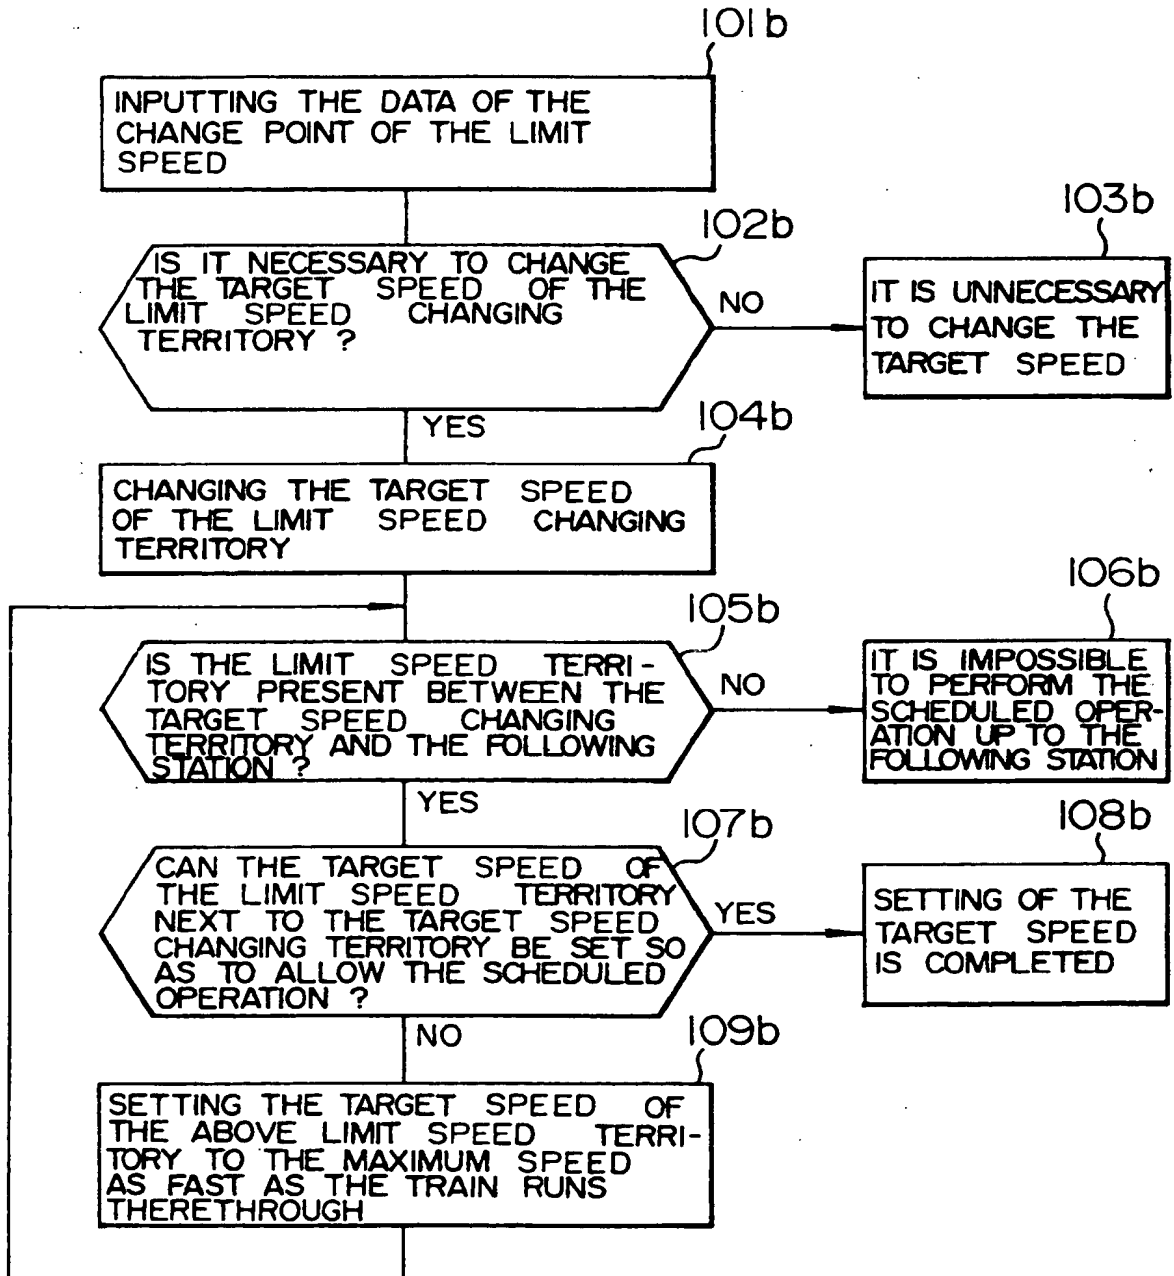 101b
INPUTTING THE DATA OF THE
CHANGE POINT OF THE LIMIT
SPEED
102b
IS IT NECESSARY TO CHANGE
THE TARGET SPEED OF THE
LIMIT SPEED CHANGING
TERRITORY ?
NO
103b
IT IS UNNECESSARY
TO CHANGE THE
TARGET SPEED
YES
104b
CHANGING THE TARGET SPEED
OF THE LIMIT SPEED CHANGING
TERRITORY
105b
IS THE LIMIT SPEED TERRI-
TORY PRESENT BETWEEN THE
TARGET SPEED CHANGING
TERRITORY AND THE FOLLOWING
STATION ?
NO
106b
IT IS IMPOSSIBLE
TO PERFORM THE
SCHEDULED OPER-
ATION UP TO THE
FOLLOWING STATION
YES
107b
CAN THE TARGET SPEED OF
THE LIMIT SPEED TERRITORY
NEXT TO THE TARGET SPEED
CHANGING TERRITORY BE SET SO
AS TO ALLOW THE SCHEDULED
OPERATION ?
YES
108b
SETTING OF THE
TARGET SPEED
IS COMPLETED
NO
109b
SETTING THE TARGET SPEED OF
THE ABOVE LIMIT SPEED TERRI-
TORY TO THE MAXIMUM SPEED
AS FAST AS THE TRAIN RUNS
THERETHROUGH